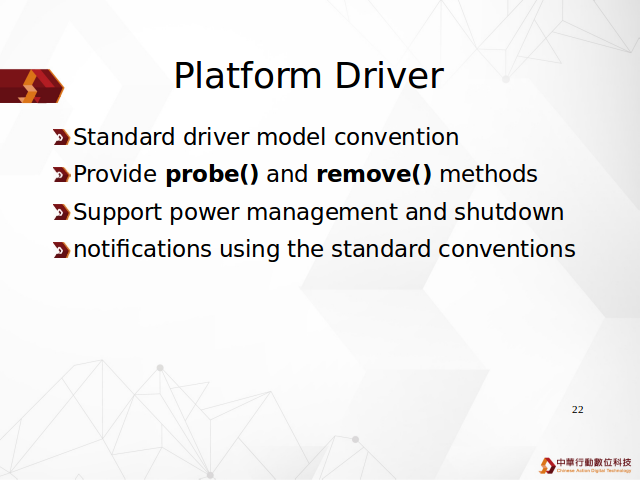 Platform Driver
Standard driver model convention
Provide probe() and remove() methods
Support power management and shutdown
notifications using the standard conventions
22
中華行動數位科技
Chinese Action Digital Technology